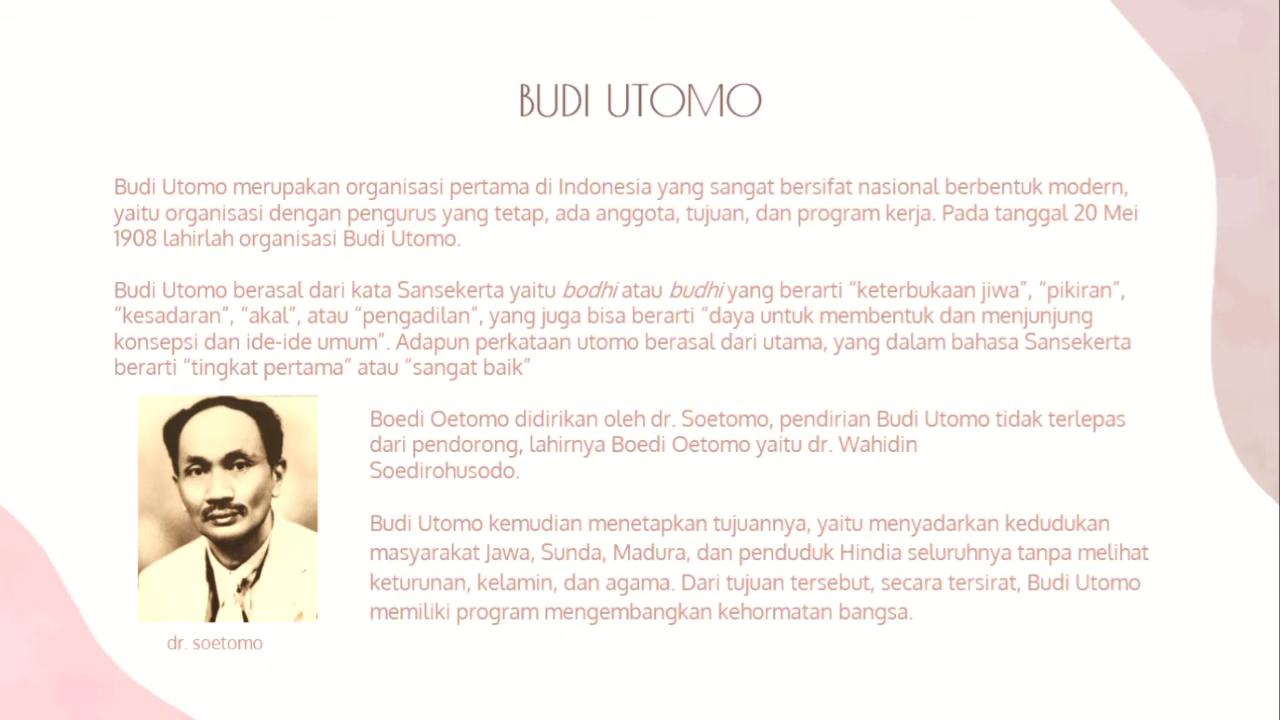 BUDI UTOMO
Budi Utomo merupakan organisasi pertama di Indonesia yang sangat bersifat nasional berbentuk modern,
yaitu organisasi dengan pengurus yang tetap, ada anggota, tujuan, dan program kerja. Pada tanggal 20 Mei
1908 lahirlah organisasi Budi Utomo.
Budi Utomo berasal dari kata Sansekerta yaitu bodhi atau budhi yang berarti “keterbukaan jiwa”, “pikiran”,
“kesadaran”, “akal”, atau “pengadilan”, yang juga bisa berarti “daya untuk membentuk dan menjunjung
konsepsi dan ide-ide umum”. Adapun perkataan utomo berasal dari utama, yang dalam bahasa Sansekerta
berarti “tingkat pertama” atau “sangat baik”
Boedi Oetomo didirikan oleh dr. Soetomo, pendirian Budi Utomo tidak terlepas
dari pendorong, lahirnya Boedi Oetomo yaitu dr. Wahidin
Soedirohusodo.
Budi Utomo kemudian menetapkan tujuannya, yaitu menyadarkan kedudukan
masyarakat Jawa, Sunda, Madura, dan penduduk Hindia seluruhnya tanpa melihat
keturunan, kelamin, dan agama. Dari tujuan tersebut, secara tersirat, Budi Utomo
memiliki program mengembangkan kehormatan bangsa.
dr. soetomo